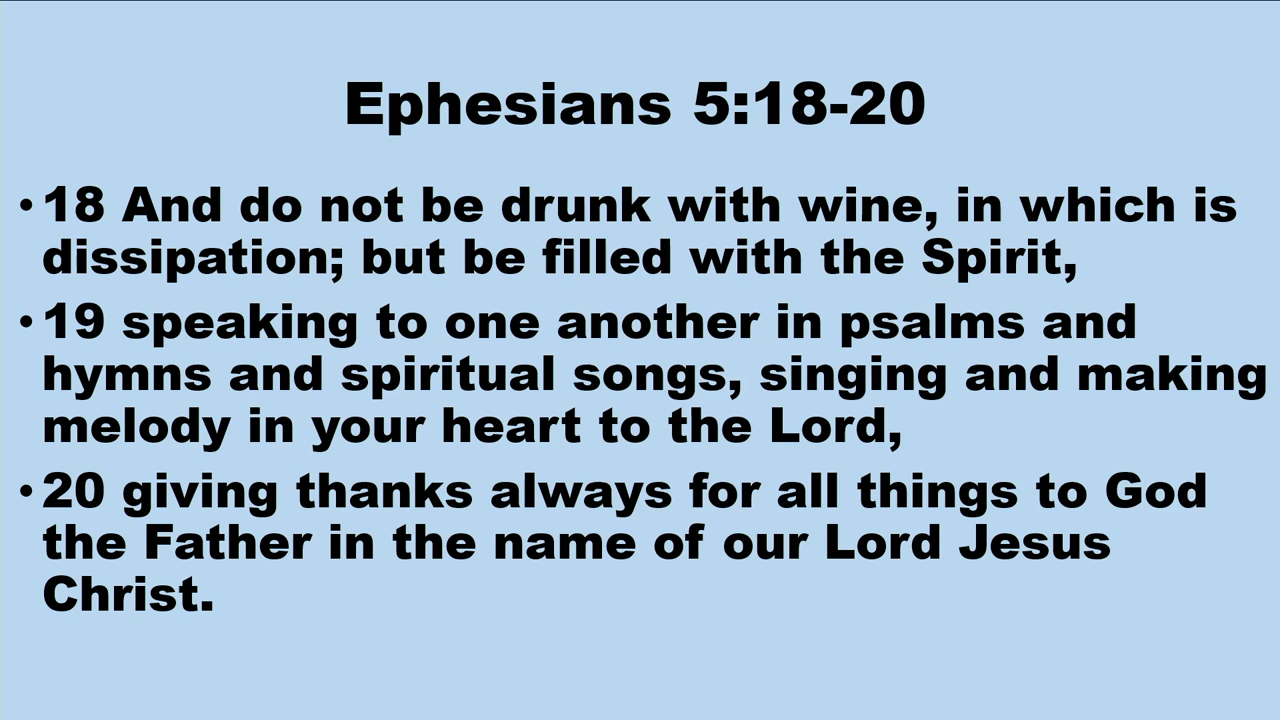 Ephesians 5:18-20
• 18 And do not be drunk with wine, in which is
dissipation; but be filled with the Spirit,
• 19 speaking to one another in psalms and
hymns and spiritual songs, singing and making
melody in your heart to the Lord,
• 20 giving thanks always for all things to God
the Father in the name of our Lord Jesus
Christ.